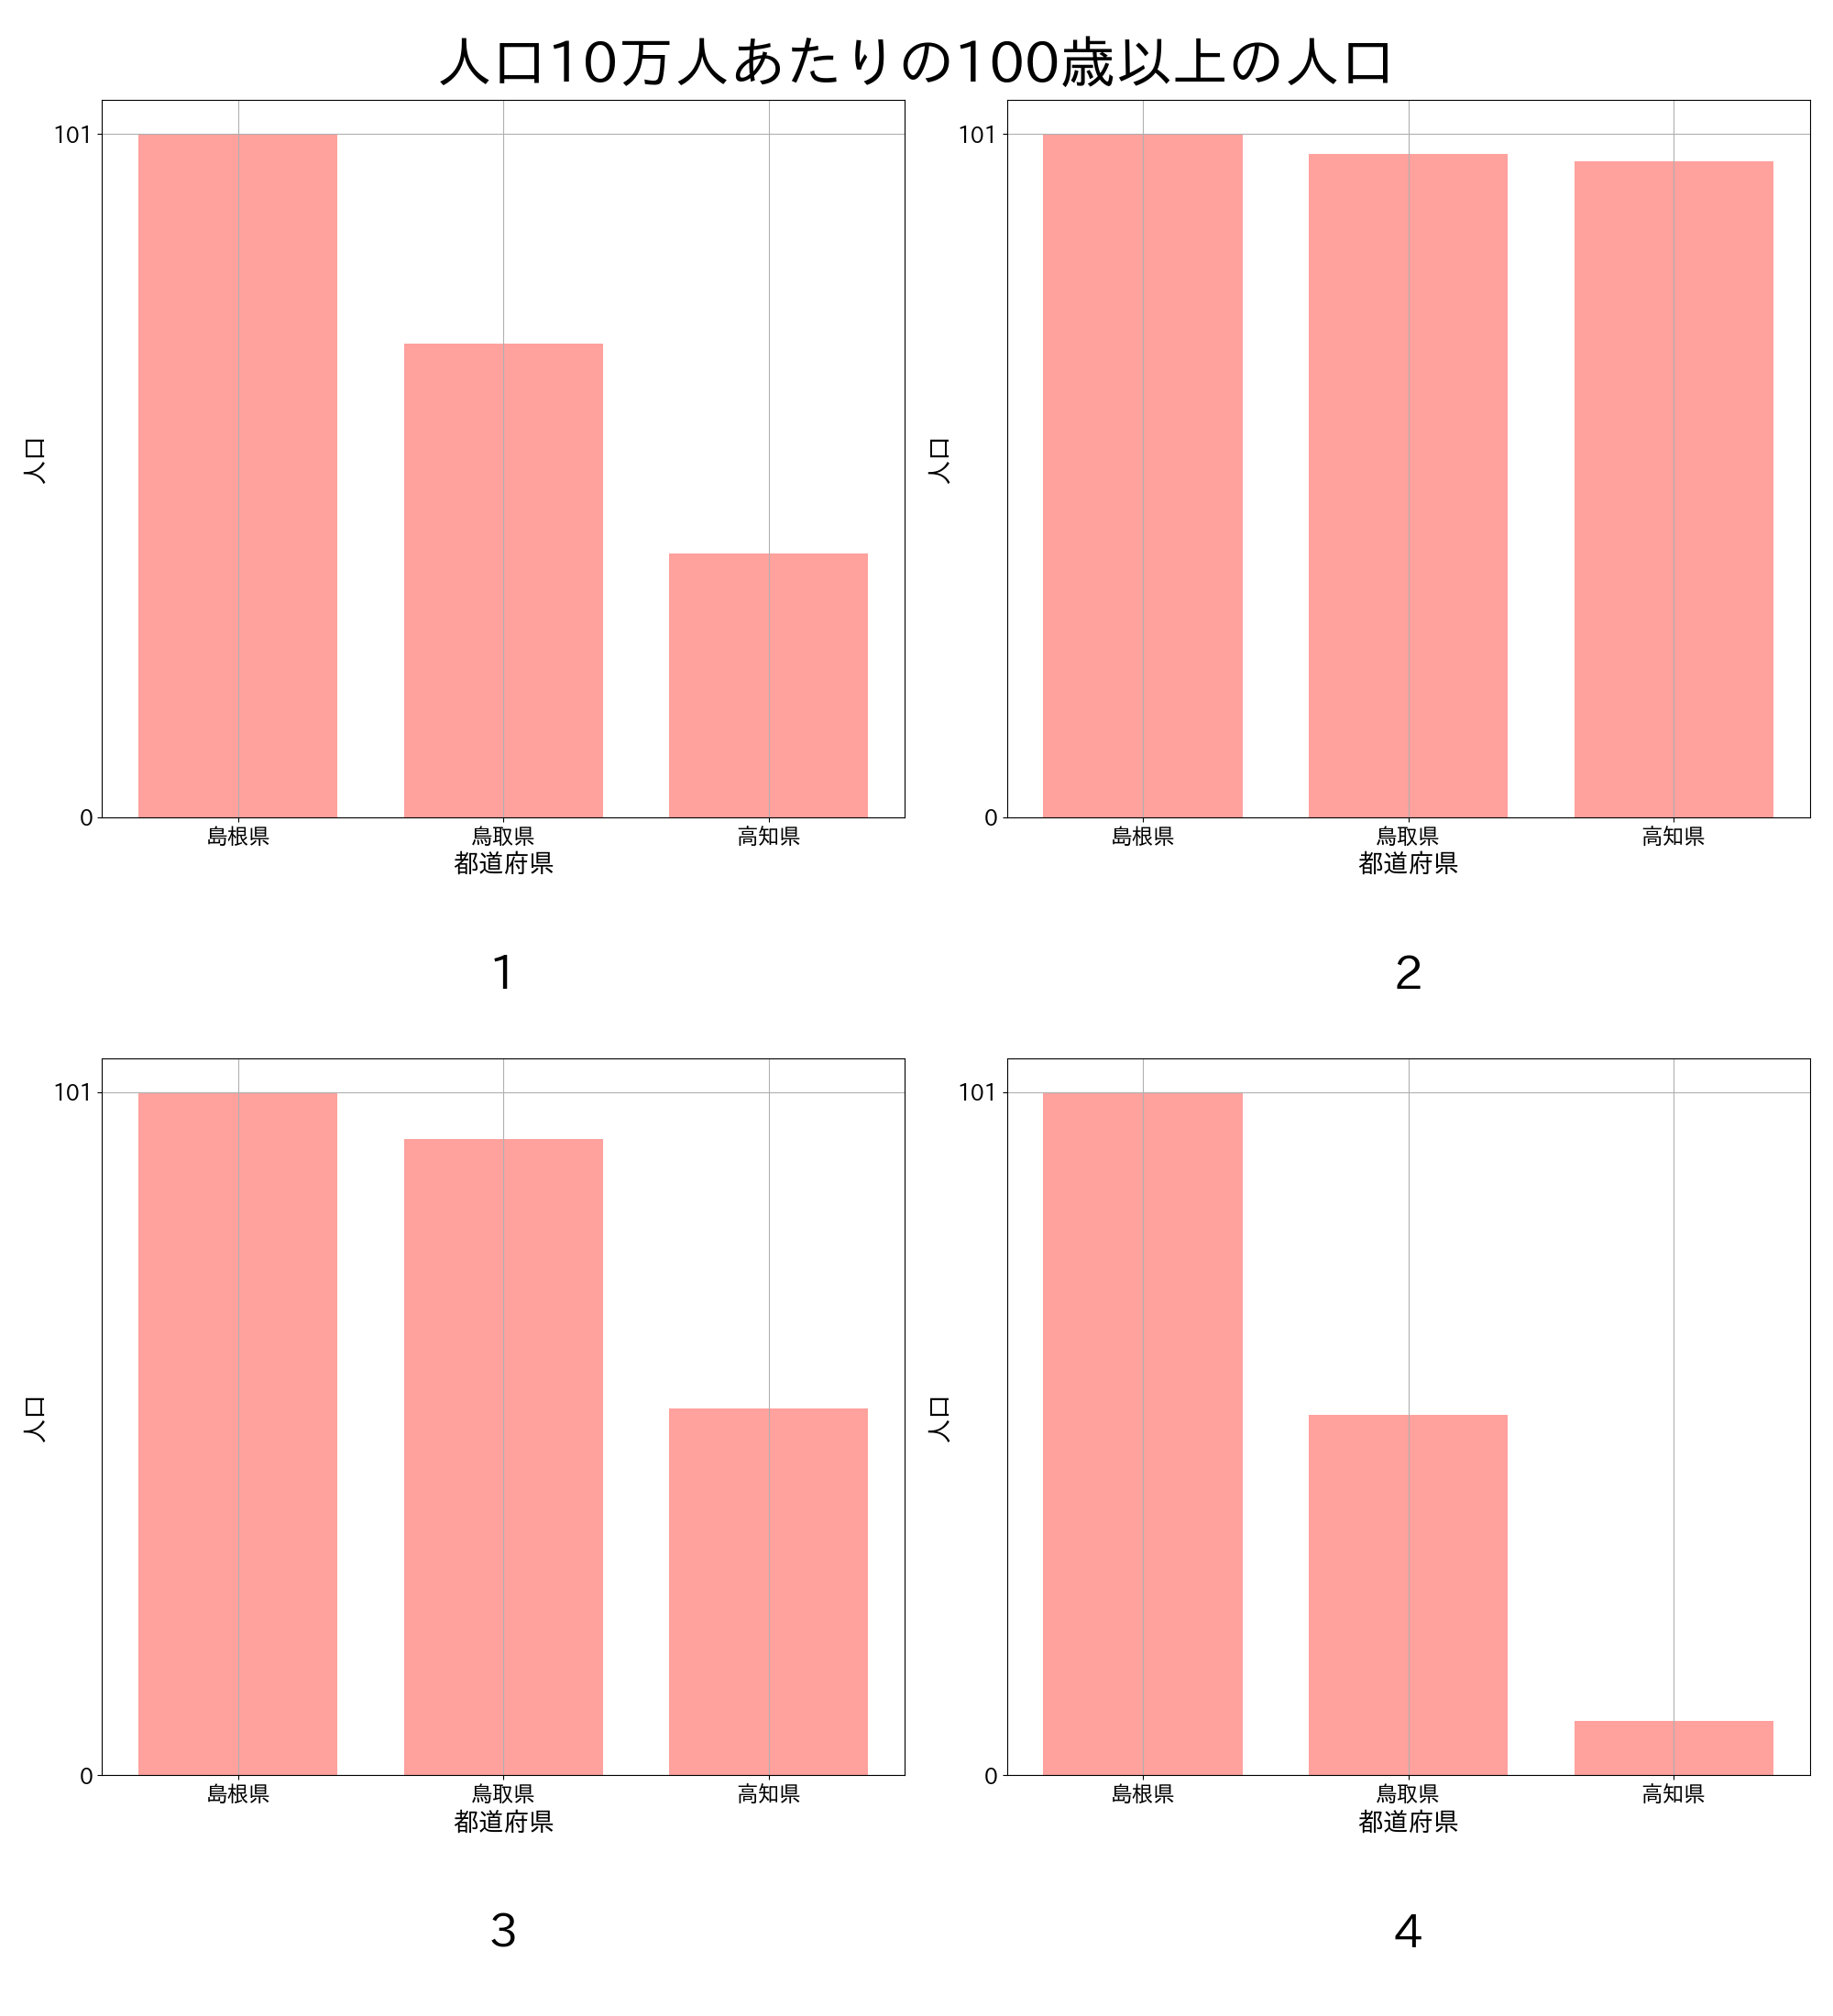 人口10万人あたりの100歳以上の人口
101
0
人口
島根県 鳥取県 高知県
都道府県
1
101
0
人口
島根県 鳥取県 高知県
都道府県
2
101
0
人口
島根県 鳥取県 高知県
都道府県
3
101
0
人口
島根県 鳥取県 高知県
都道府県
4